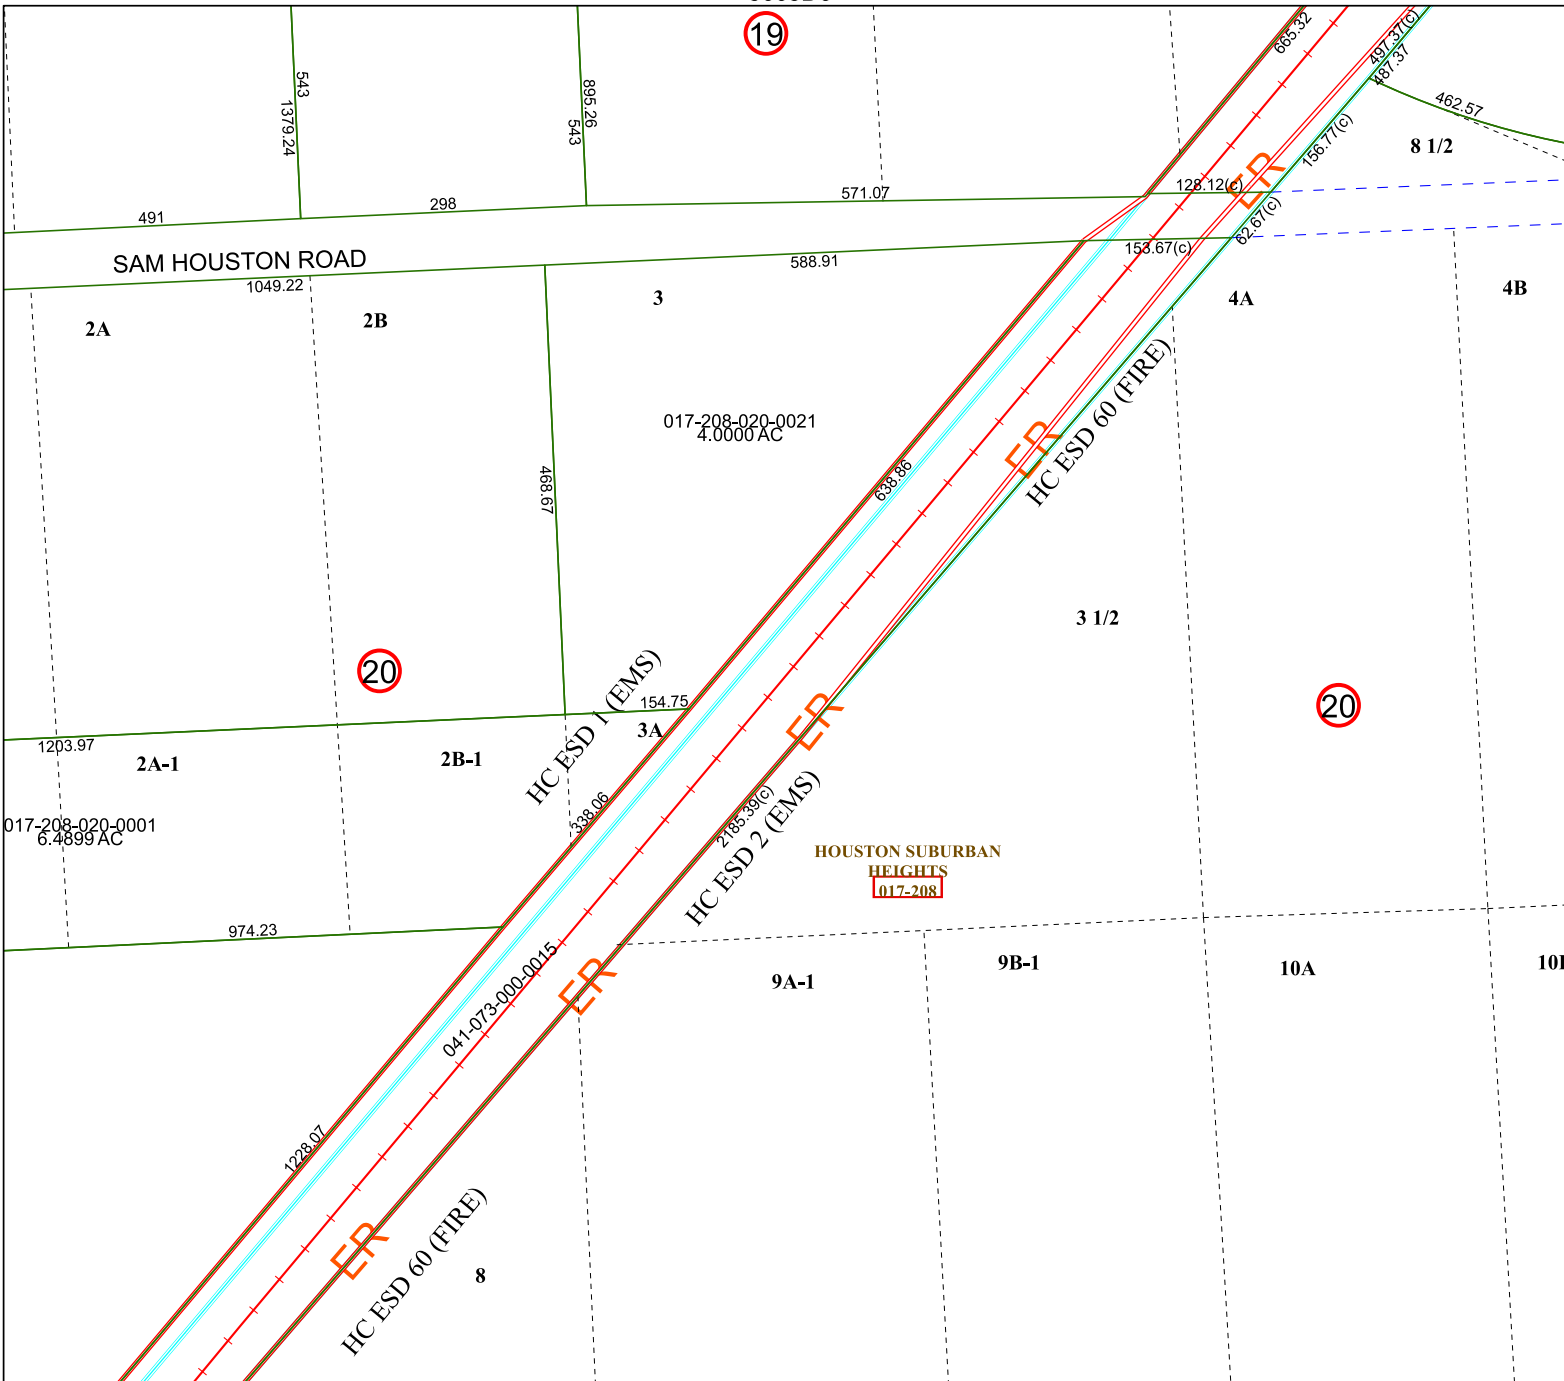 19
665.32
497.37(c)
487.37
462.57
543
1379.24
895.26
543
156.77(c)
8 1/2
ER
128.12(c)
571.07
298
491
62.67(c)
153.67(c)
SAM HOUSTON ROAD
588.91
1049.22
4A
4B
3
2B
2A
HC ESD 60 (FIRE)
017-208-020-0021
4.0000 AC
ER
638.86
468.67
3 1/2
20
HC ESD 1 (EMS)
154.75
20
3A
ER
1203.97
2A-1
2B-1
338.06
2185.39(c)
HC ESD 2 (EMS)
017-208-020-0001
6.4899 AC
HOUSTON SUBURBAN
HEIGHTS
017-208
974.23
041-073-000-0015
ER
9A-1
9B-1
10A
1228.07
ER
HC ESD 60 (FIRE)
8